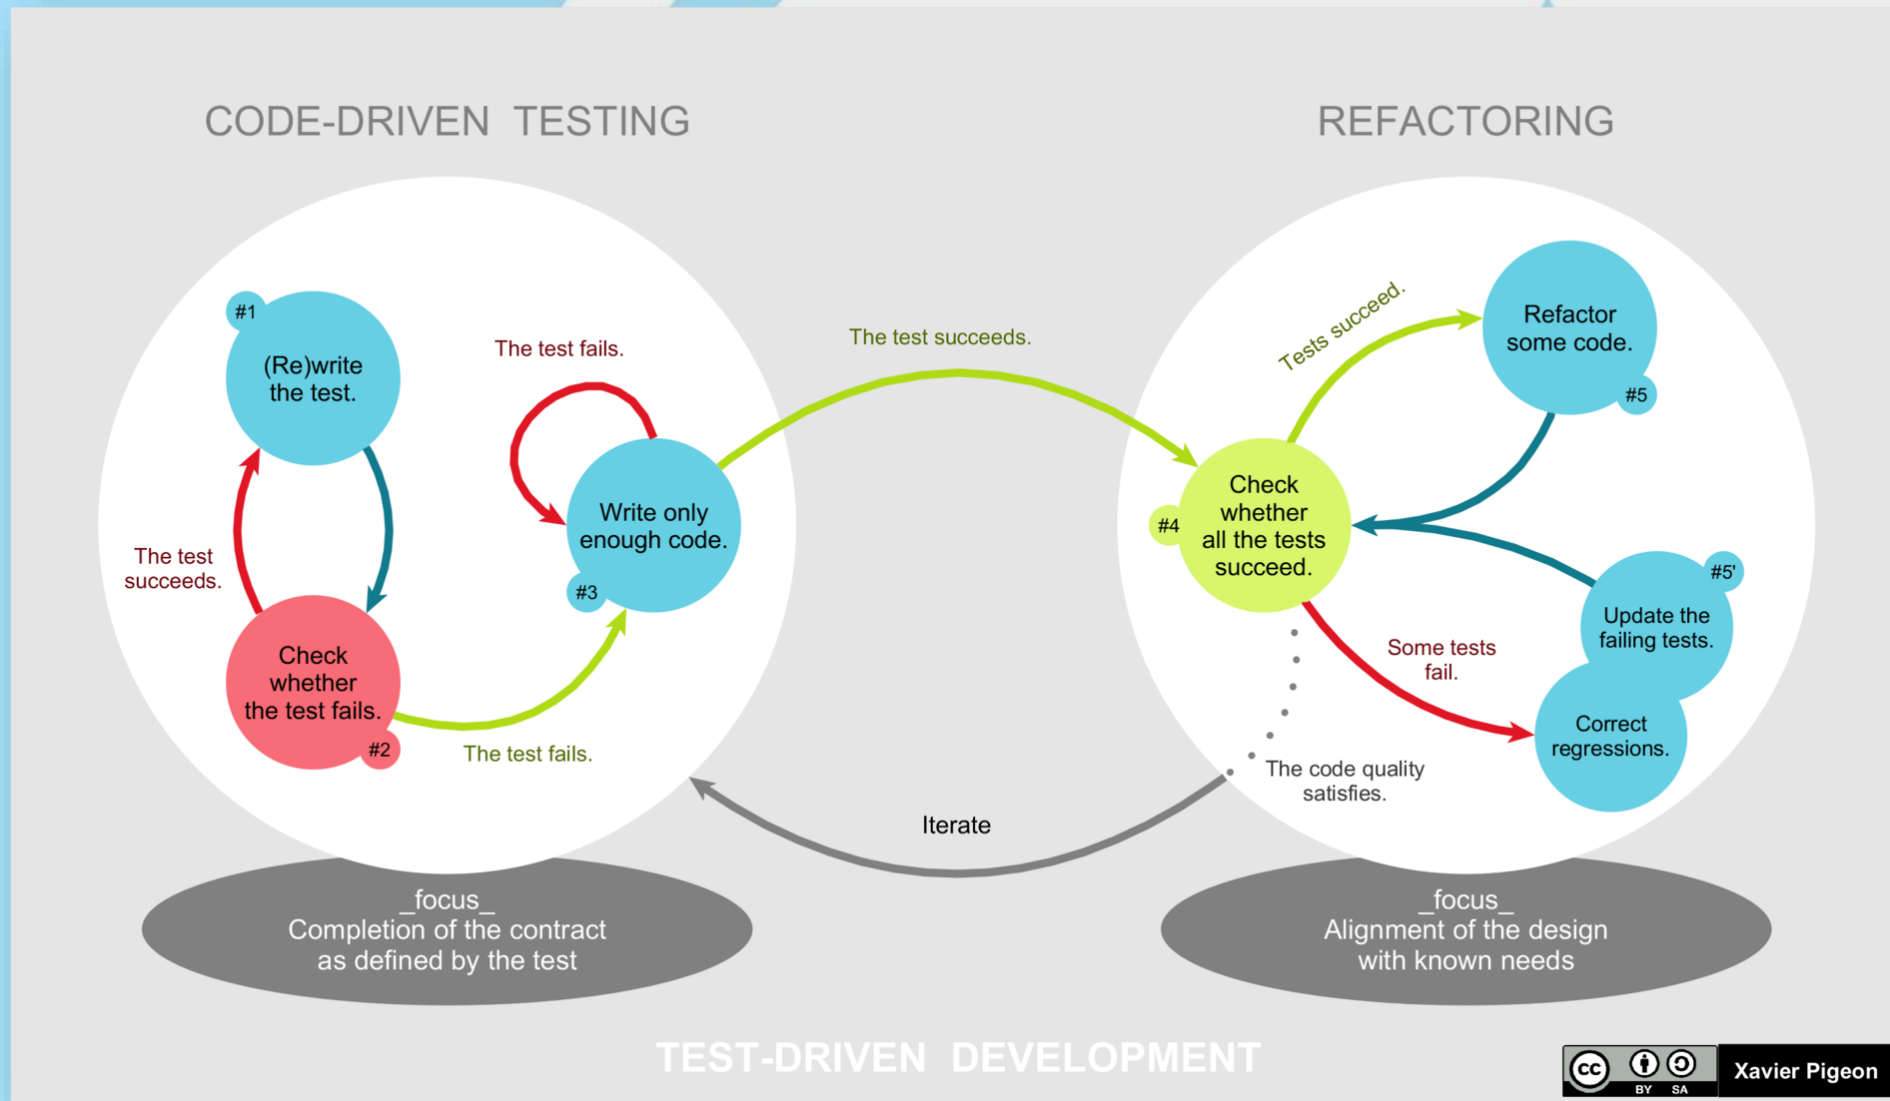 CODE-DRIVEN TESTING
REFACTORING
#1
(Re)write
the test.
The test
succeeds.
Check
whether
the test fails.
#2
The test fails.
The test fails.
Write only
enough code.
#3
The test succeeds.
Tests succeed.
Refactor
some code.
#5
Check
whether
all the tests
succeed.
#4
Some tests
fail.
#5'
Update the
failing tests.
Correct
regressions.
The code quality
satisfies.
Iterate
_focus_
Completion of the contract
as defined by the test
_focus_
Alignment of the design
with known needs
TEST-DRIVEN DEVELOPMENT
cc
BY SA
Xavier Pigeon